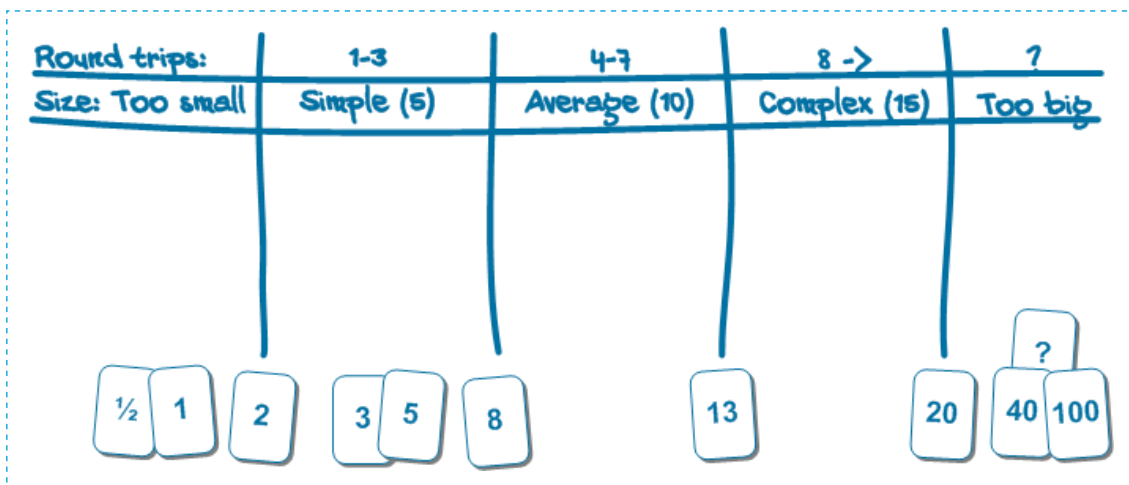 Round trips: 1-3 4-7 8 -> ?
Size: Too small Simple (5) Average (10) Complex (15) Too big
?
½ 1 2 3 5 8 13 20 40 100